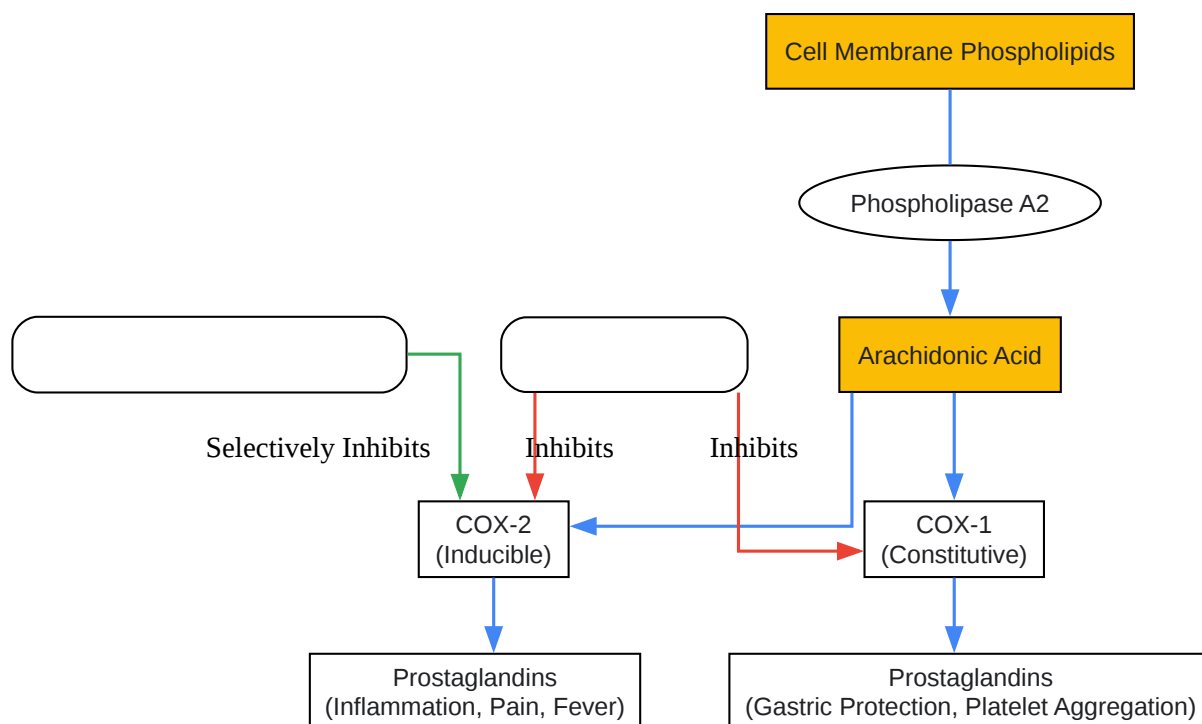 Cell Membrane Phospholipids
Phospholipase A2
Arachidonic Acid
Selectively Inhibits
Inhibits
Inhibits
COX-2
(Inducible)
COX-1
(Constitutive)
Prostaglandins
(Inflammation, Pain, Fever)
Prostaglandins
(Gastric Protection, Platelet Aggregation)